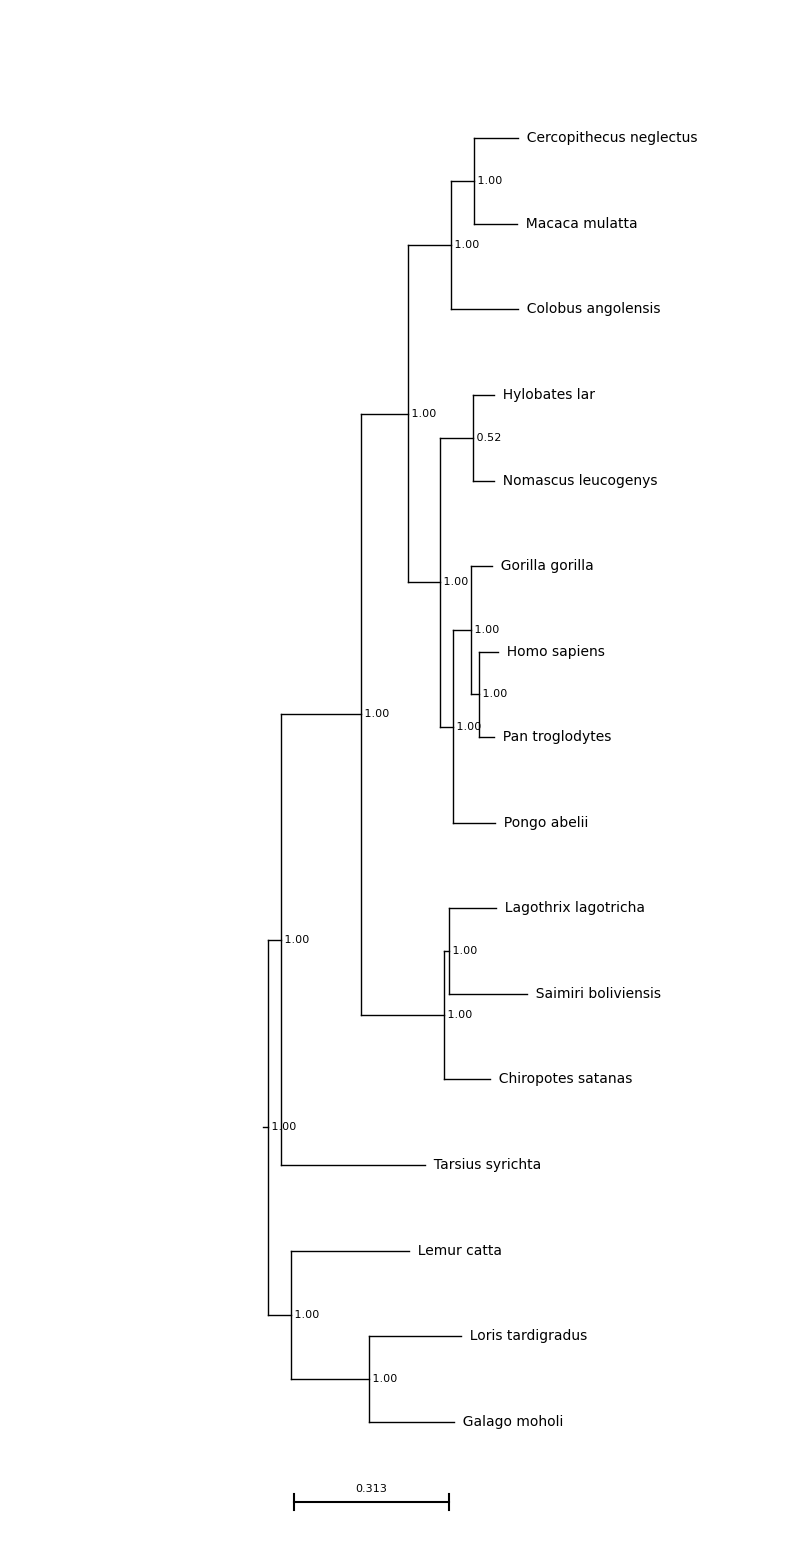 Cercopithecus neglectus
1.00
Macaca mulatta
1.00
Colobus angolensis
Hylobates lar
1.00
0.52
Nomascus leucogenys
Gorilla gorilla
1.00
1.00
Homo sapiens
1.00
1.00
1.00
Pan troglodytes
Pongo abelii
Lagothrix lagotricha
1.00
1.00
Saimiri boliviensis
1.00
Chiropotes satanas
1.00
Tarsius syrichta
Lemur catta
1.00
Loris tardigradus
1.00
Galago moholi
0.313